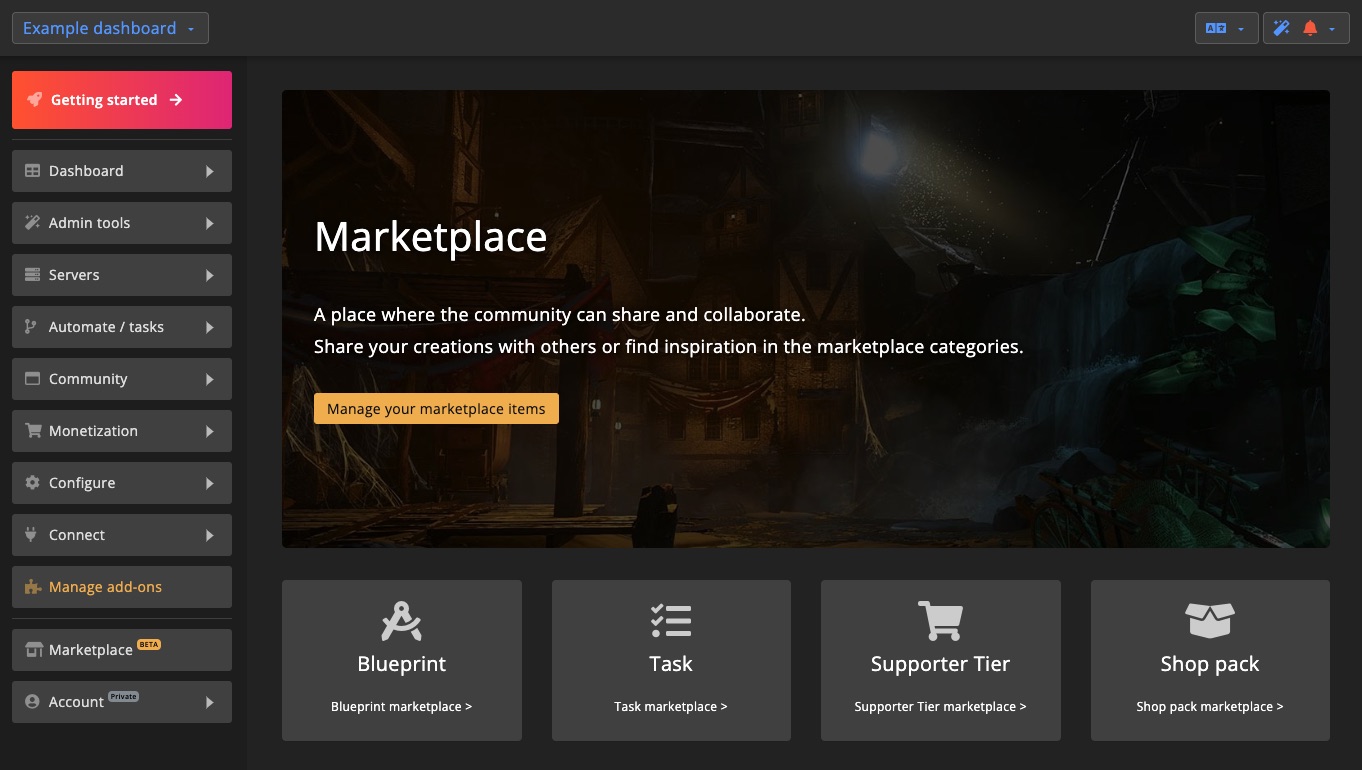 Example dashboard
Getting started
Dashboard
Admin tools
Servers
Automate / tasks
Community
Monetization
Configure
Connect
Manage add-ons
Marketplace BETA
Account Private
Marketplace
A place where the community can share and collaborate.
Share your creations with others or find inspiration in the marketplace categories.
Manage your marketplace items
Blueprint
Blueprint marketplace >
Task
Task marketplace >
Supporter Tier
Supporter Tier marketplace >
Shop pack
Shop pack marketplace >